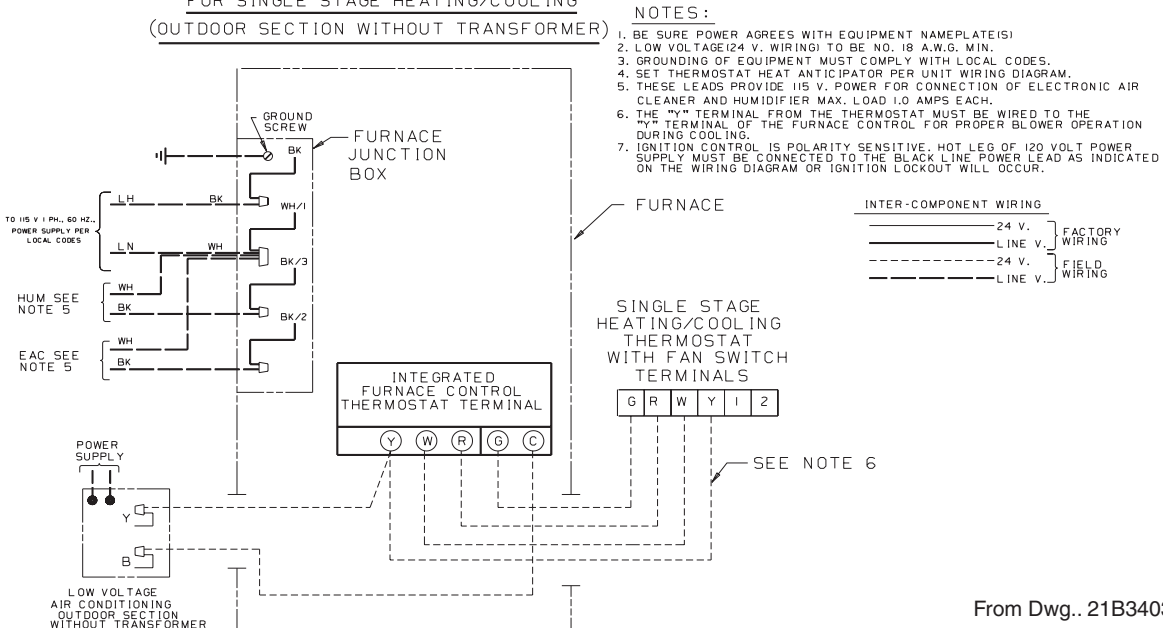 FOR SINGLE STAGE HEATING/COOLING
(OUTDOOR SECTION WITHOUT TRANSFORMER)
NOTES:
1. BE SURE POWER AGREES WITH EQUIPMENT NAMEPLATE(S)
2. LOW VOLTAGE(24 V. WIRING) TO BE NO. 18 A.W.G. MIN.
3. GROUNDING OF EQUIPMENT MUST COMPLY WITH LOCAL CODES.
4. SET THERMOSTAT HEAT ANTICIPATOR PER UNIT WIRING DIAGRAM.
5. THESE LEADS PROVIDE 115 V. POWER FOR CONNECTION OF ELECTRONIC AIR
CLEANER AND HUMIDIFIER MAX. LOAD 1.0 AMPS EACH.
6. THE "Y" TERMINAL FROM THE THERMOSTAT MUST BE WIRED TO THE
"Y" TERMINAL OF THE FURNACE CONTROL FOR PROPER BLOWER OPERATION
DURING COOLING.
7. IGNITION CONTROL IS POLARITY SENSITIVE. HOT LEG OF 120 VOLT POWER
SUPPLY MUST BE CONNECTED TO THE BLACK LINE POWER LEAD AS INDICATED
ON THE WIRING DIAGRAM OR IGNITION LOCKOUT WILL OCCUR.
GROUND
SCREW
BK
FURNACE
JUNCTION
BOX
LH
BK
WH/1
TO 115 V 1 PH., 60 HZ.,
POWER SUPPLY PER
LOCAL CODES
LN
WH
BK/3
HUM SEE
NOTE 5
WH
BK
BK/2
EAC SEE
NOTE 5
WH
BK
FURNACE
INTER-COMPONENT WIRING
24 V.
LINE V.
FACTORY
WIRING
24 V.
LINE V.
FIELD
WIRING
SINGLE STAGE
HEATING/COOLING
THERMOSTAT
WITH FAN SWITCH
TERMINALS
G R W Y 1 2
INTEGRATED
FURNACE CONTROL
THERMOSTAT TERMINAL
Y W R G C
SEE NOTE 6
POWER
SUPPLY
Y
B
LOW VOLTAGE
AIR CONDITIONING
OUTDOOR SECTION
WITHOUT TRANSFORMER
From Dwg.. 21B3403